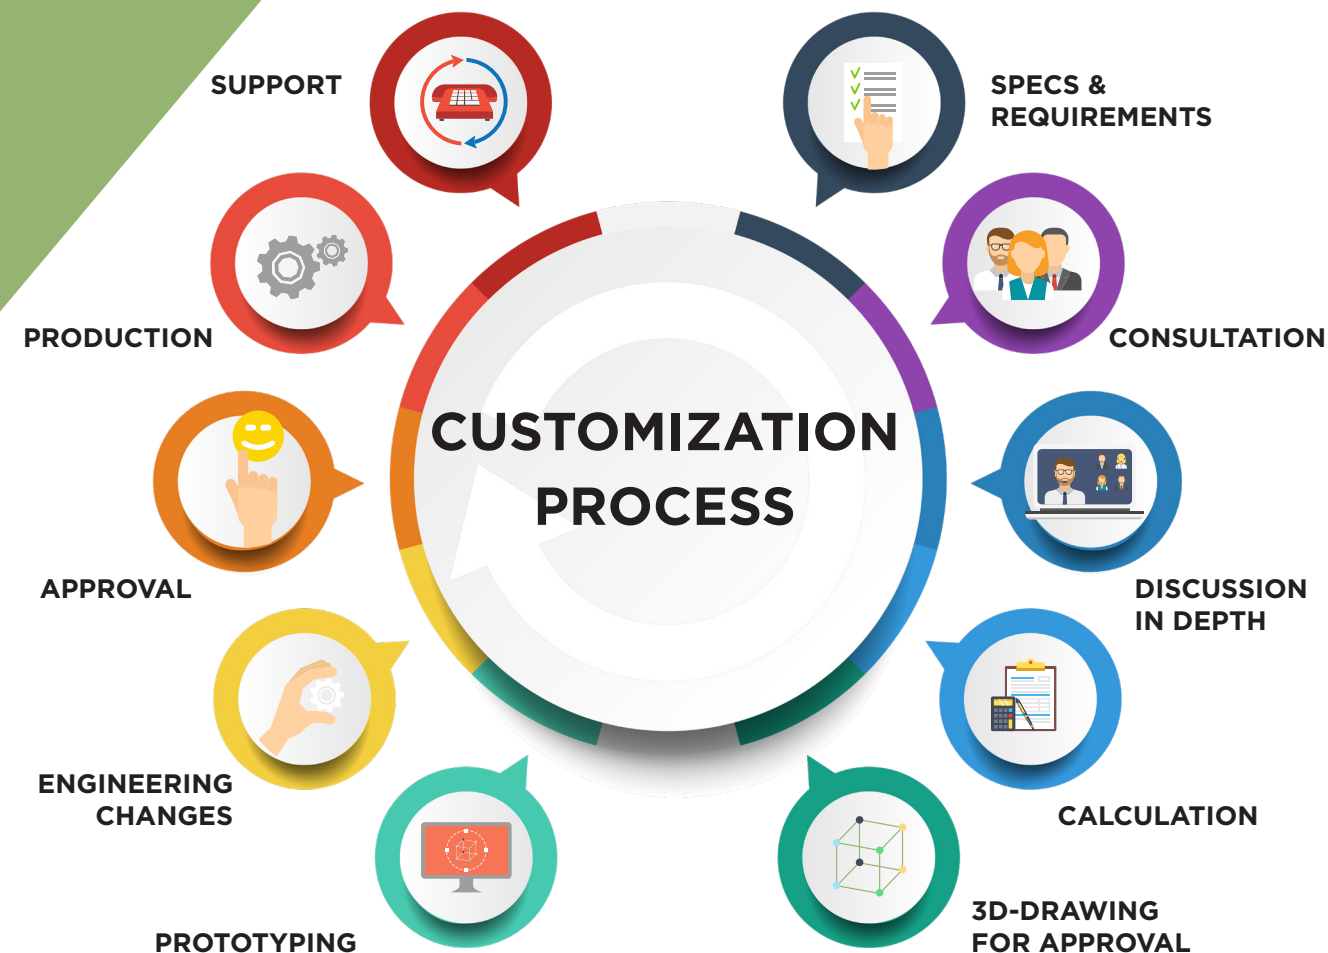 CUSTOMIZATION
PROCESS
SPECS &
REQUIREMENTS
CONSULTATION
DISCUSSION
IN DEPTH
CALCULATION
3D-DRAWING
FOR APPROVAL
PROTOTYPING
ENGINEERING
CHANGES
APPROVAL
PRODUCTION
SUPPORT